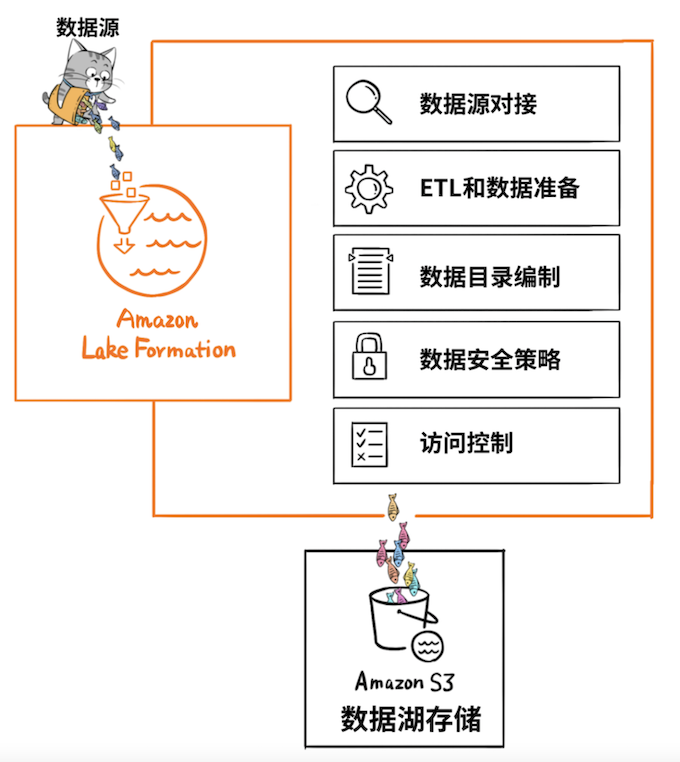 数据源
Amazon
Lake Formation
数据源对接
ETL和数据准备
数据目录编制
数据安全策略
访问控制
Amazon S3
数据湖存储